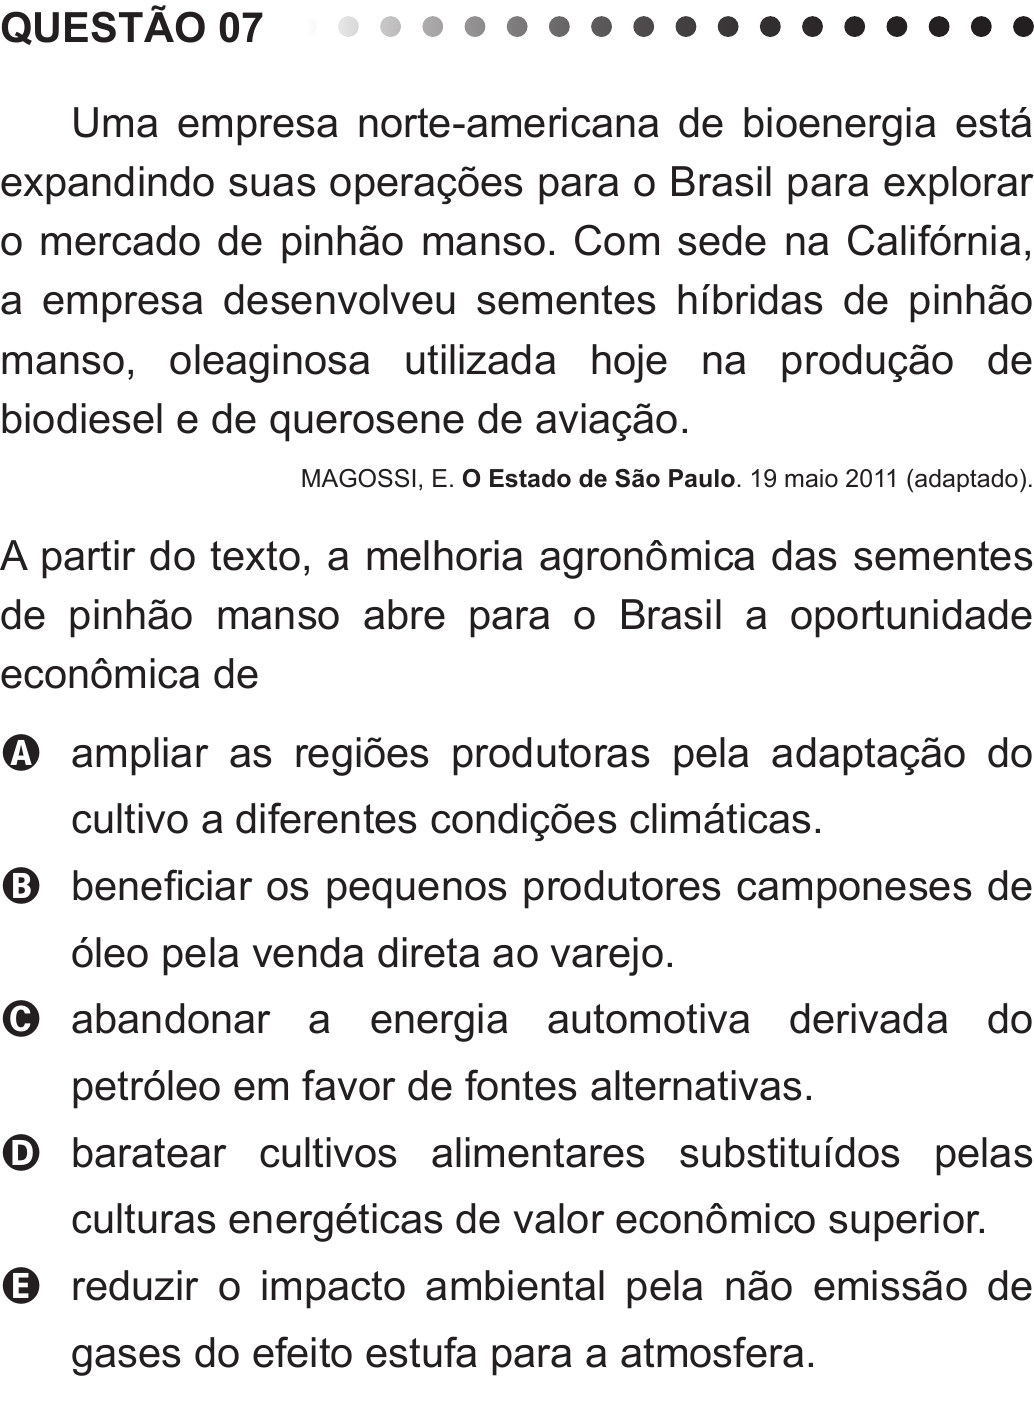 QUESTÃO 07
Uma empresa norte-americana de bioenergia está
expandindo suas operações para o Brasil para explorar
o mercado de pinhão manso. Com sede na Califórnia,
a empresa desenvolveu sementes híbridas de pinhão
manso, oleaginosa utilizada hoje na produção de
biodiesel e de querosene de aviação.
MAGOSSI, E. O Estado de São Paulo. 19 maio 2011 (adaptado).
A partir do texto, a melhoria agronômica das sementes
de pinhão manso abre para o Brasil a oportunidade
econômica de
A ampliar as regiões produtoras pela adaptação do
cultivo a diferentes condições climáticas.
B beneficiar os pequenos produtores camponeses de
óleo pela venda direta ao varejo.
C abandonar a energia automotiva derivada do
petróleo em favor de fontes alternativas.
D baratear cultivos alimentares substituídos pelas
culturas energéticas de valor econômico superior.
E reduzir o impacto ambiental pela não emissão de
gases do efeito estufa para a atmosfera.